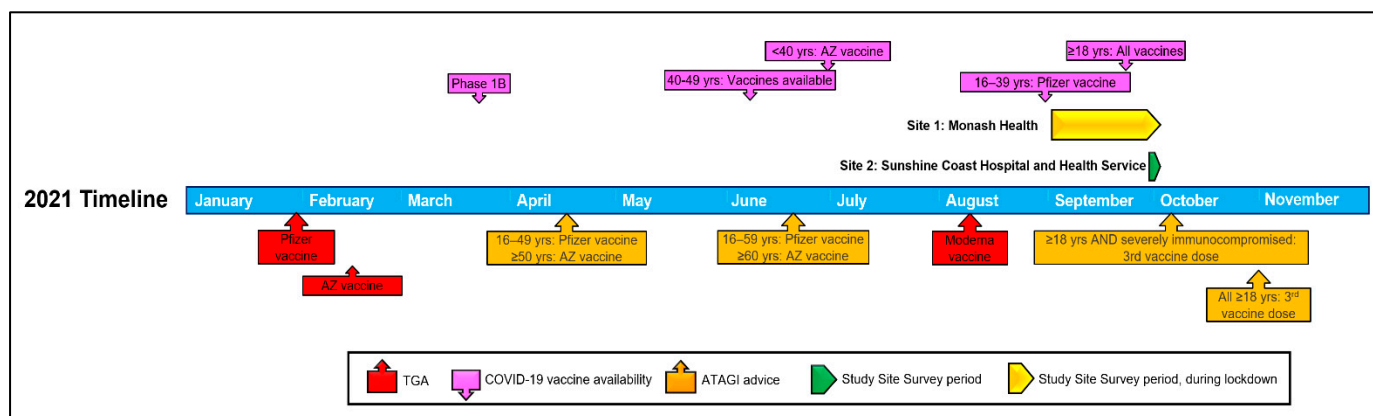 <40 yrs: AZ vaccine
≥18 yrs: All vaccines
Phase 1B
40-49 yrs: Vaccines available
16–39 yrs: Pfizer vaccine
Site 1: Monash Health
Site 2: Sunshine Coast Hospital and Health Service
2021 Timeline
January
February
March
April
May
June
July
August
September
October
November
Pfizer
vaccine
16–49 yrs: Pfizer vaccine
≥50 yrs: AZ vaccine
16–59 yrs: Pfizer vaccine
≥60 yrs: AZ vaccine
Moderna
vaccine
≥18 yrs AND severely immunocompromised:
3rd vaccine dose
AZ vaccine
All ≥18 yrs: 3rd
vaccine dose
TGA
COVID-19 vaccine availability
ATAGI advice
Study Site Survey period
Study Site Survey period, during lockdown